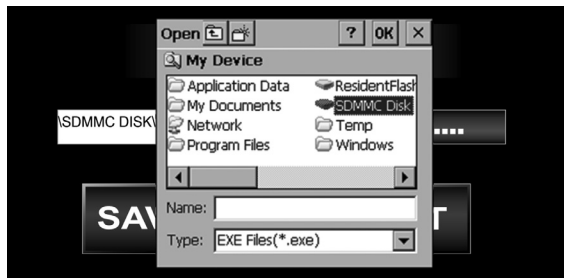 Open ? OK ×
My Device
Application Data ResidentFlash
My Documents SDMMC Disk
\SDMMC DISK\ Network Temp ....
Program Files Windows
Name:
SAV T
Type: EXE Files(*.exe)